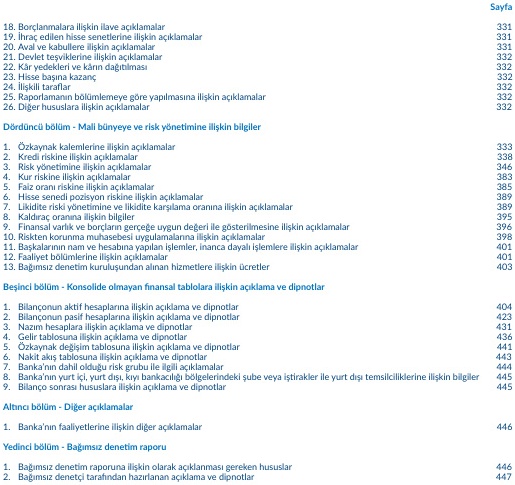 Sayfa
18. Borçlanmalara ilişkin ilave açıklamalar 331
19. İhraç edilen hisse senetlerine ilişkin açıklamalar 331
20. Aval ve kabullere ilişkin açıklamalar 331
21. Devlet teşviklerine ilişkin açıklamalar 332
22. Kâr yedekleri ve kârın dağıtılması 332
23. Hisse başına kazanç 332
24. İlişkili taraflar 332
25. Raporlamanın bölümlemeye göre yapılmasına ilişkin açıklamalar 332
26. Diğer hususlara ilişkin açıklamalar 332
Dördüncü bölüm - Mali bünyeye ve risk yönetimine ilişkin bilgiler
1. Özkaynak kalemlerine ilişkin açıklamalar 333
2. Kredi riskine ilişkin açıklamalar 338
3. Risk yönetimine ilişkin açıklamalar 346
4. Kur riskine ilişkin açıklamalar 383
5. Faiz oranı riskine ilişkin açıklamalar 385
6. Hisse senedi pozisyon riskine ilişkin açıklamalar 389
7. Likidite riski yönetimine ve likidite karşılama oranına ilişkin açıklamalar 389
8. Kaldıraç oranına ilişkin bilgiler 395
9. Finansal varlık ve borçların gerçeğe uygun değeri ile gösterilmesine ilişkin açıklamalar 396
10. Riskten korunma muhasebesi uygulamalarına ilişkin açıklamalar 398
11. Başkalarının nam ve hesabına yapılan işlemler, inanca dayalı işlemlere ilişkin açıklamalar 401
12. Faaliyet bölümlerine ilişkin açıklamalar 401
13. Bağımsız denetim kuruluşundan alınan hizmetlere ilişkin ücretler 403
Beşinci bölüm - Konsolide olmayan finansal tablolara ilişkin açıklama ve dipnotlar
1. Bilançonun aktif hesaplarına ilişkin açıklama ve dipnotlar 404
2. Bilançonun pasif hesaplarına ilişkin açıklama ve dipnotlar 423
3. Nazım hesaplara ilişkin açıklama ve dipnotlar 431
4. Gelir tablosuna ilişkin açıklama ve dipnotlar 436
5. Özkaynak değişim tablosuna ilişkin açıklama ve dipnotlar 441
6. Nakit akış tablosuna ilişkin açıklama ve dipnotlar 443
7. Banka'nın dahil olduğu risk grubu ile ilgili açıklamalar 444
8. Banka'nın yurt içi, yurt dışı, kıyı bankacılığı bölgelerindeki şube veya iştirakler ile yurt dışı temsilciliklerine ilişkin bilgiler 445
9. Bilanço sonrası hususlara ilişkin açıklama ve dipnotlar 445
Altıncı bölüm - Diğer açıklamalar
1. Banka'nın faaliyetlerine ilişkin diğer açıklamalar 446
Yedinci bölüm - Bağımsız denetim raporu
1. Bağımsız denetim raporuna ilişkin olarak açıklanması gereken hususlar 446
2. Bağımsız denetçi tarafından hazırlanan açıklama ve dipnotlar 447